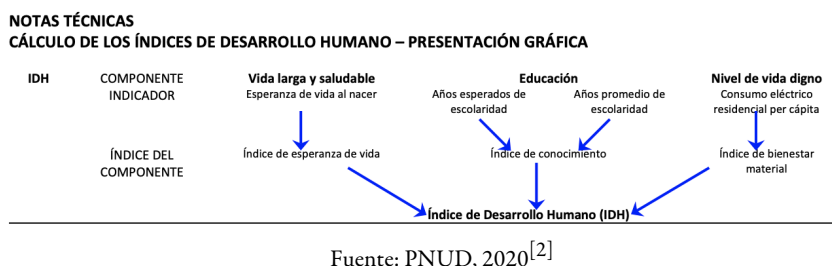 NOTAS TÉCNICAS
CÁLCULO DE LOS ÍNDICES DE DESARROLLO HUMANO – PRESENTACIÓN GRÁFICA
IDH COMPONENTE Vida larga y saludable Educación Nivel de vida digno
INDICADOR Esperanza de vida al nacer Años esperados de Años promedio de Consumo eléctrico
escolaridad escolaridad residencial per cápita
ÍNDICE DEL Índice de esperanza de vida Índice de conocimiento Índice de bienestar
COMPONENTE material
Índice de Desarrollo Humano (IDH)
Fuente: PNUD, 2020[2]